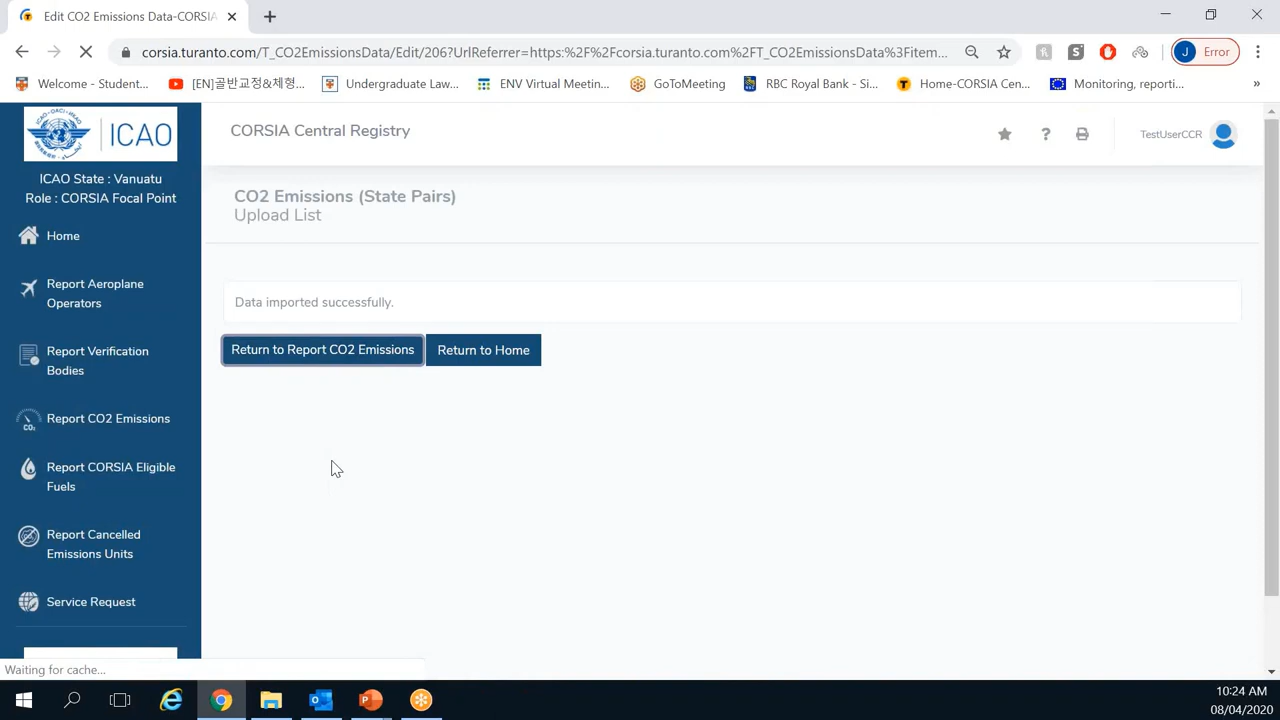 Edit CO2 Emissions Data-CORSIA
corsia.turanto.com/T_CO2EmissionsData/Edit/206?UrlReferrer=https:%2F%2Fcorsia.turanto.com%2FT_CO2EmissionsData%3Fitem...
J Error
Welcome - Student...
[EN]골반교정&체형...
Undergraduate Law...
ENV Virtual Meetin...
GoToMeeting
RBC Royal Bank - Si...
Home-CORSIA Cen...
Monitoring, reporti...
»
ICAO
CORSIA Central Registry
TestUserCCR
ICAO State : Vanuatu
Role : CORSIA Focal Point
CO2 Emissions (State Pairs)
Upload List
Home
Report Aeroplane
Operators
Data imported successfully.
Return to Report CO2 Emissions
Return to Home
Report Verification
Bodies
Report CO2 Emissions
Report CORSIA Eligible
Fuels
Report Cancelled
Emissions Units
Service Request
Waiting for cache...
10:24 AM
08/04/2020